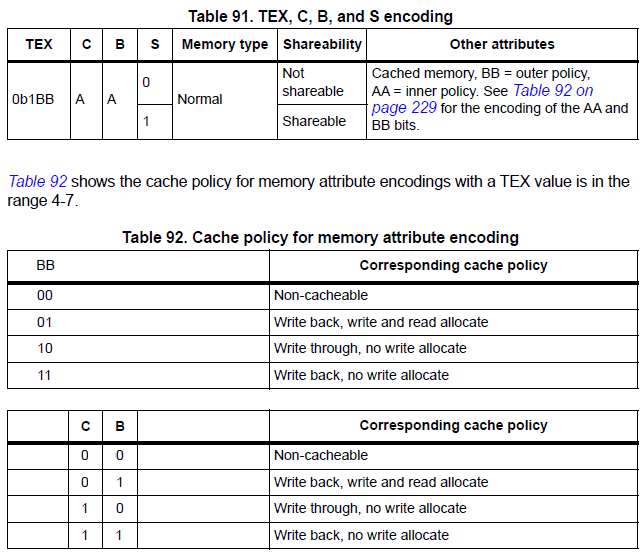 Table 91. TEX, C, B, and S encoding
TEX C B S Memory type Shareability Other attributes
0b1BB A A 0 Normal Not shareable Cached memory, BB = outer policy,
AA = inner policy. See Table 92 on
1 Shareable page 229 for the encoding of the AA and
BB bits.
Table 92 shows the cache policy for memory attribute encodings with a TEX value is in the
range 4-7.
Table 92. Cache policy for memory attribute encoding
BB Corresponding cache policy
00 Non-cacheable
01 Write back, write and read allocate
10 Write through, no write allocate
11 Write back, no write allocate
C B Corresponding cache policy
0 0 Non-cacheable
0 1 Write back, write and read allocate
1 0 Write through, no write allocate
1 1 Write back, no write allocate